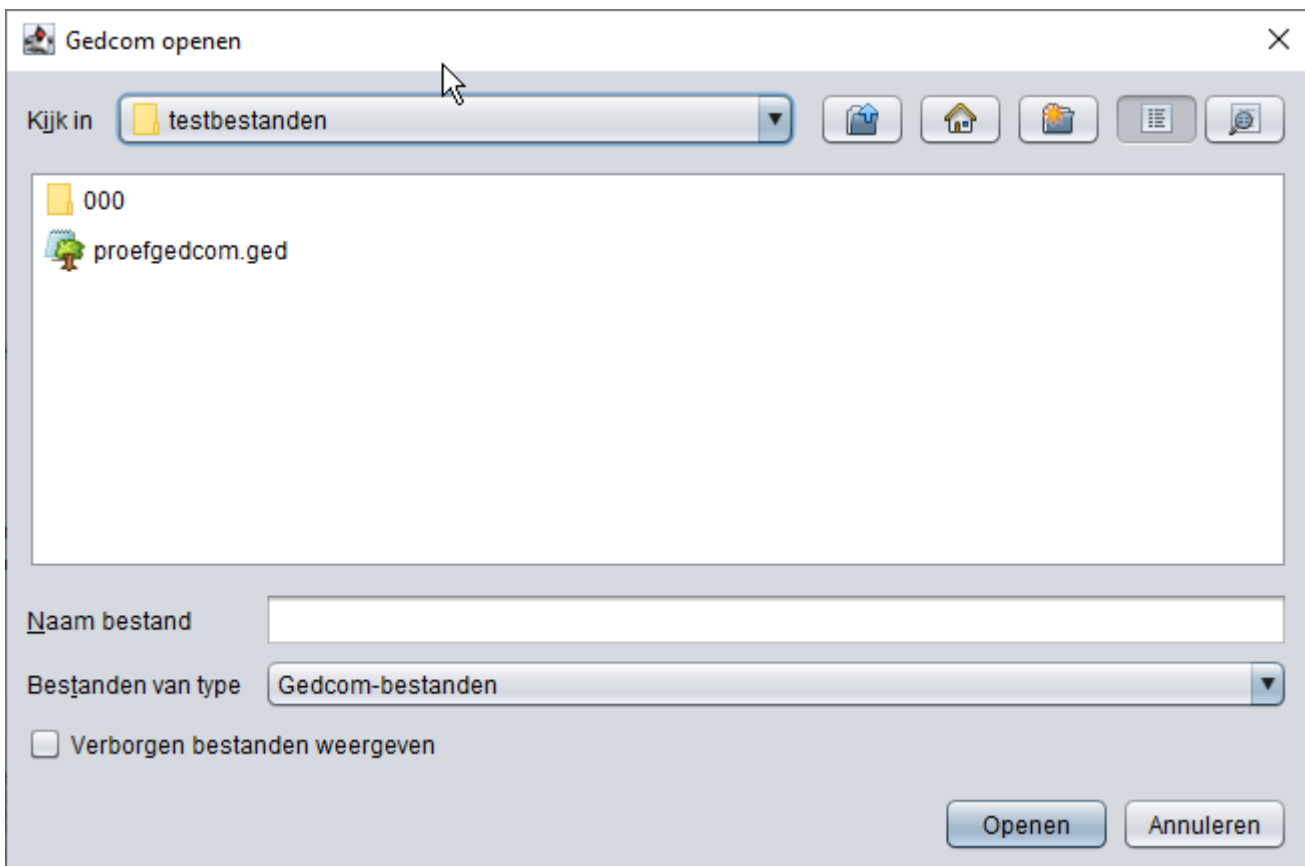 Gedcom openen
Kijk in testbestanden
000
proefgedcom.ged
Naam bestand
Bestanden van type Gedcom-bestanden
Verborgen bestanden weergeven
Openen Annuleren